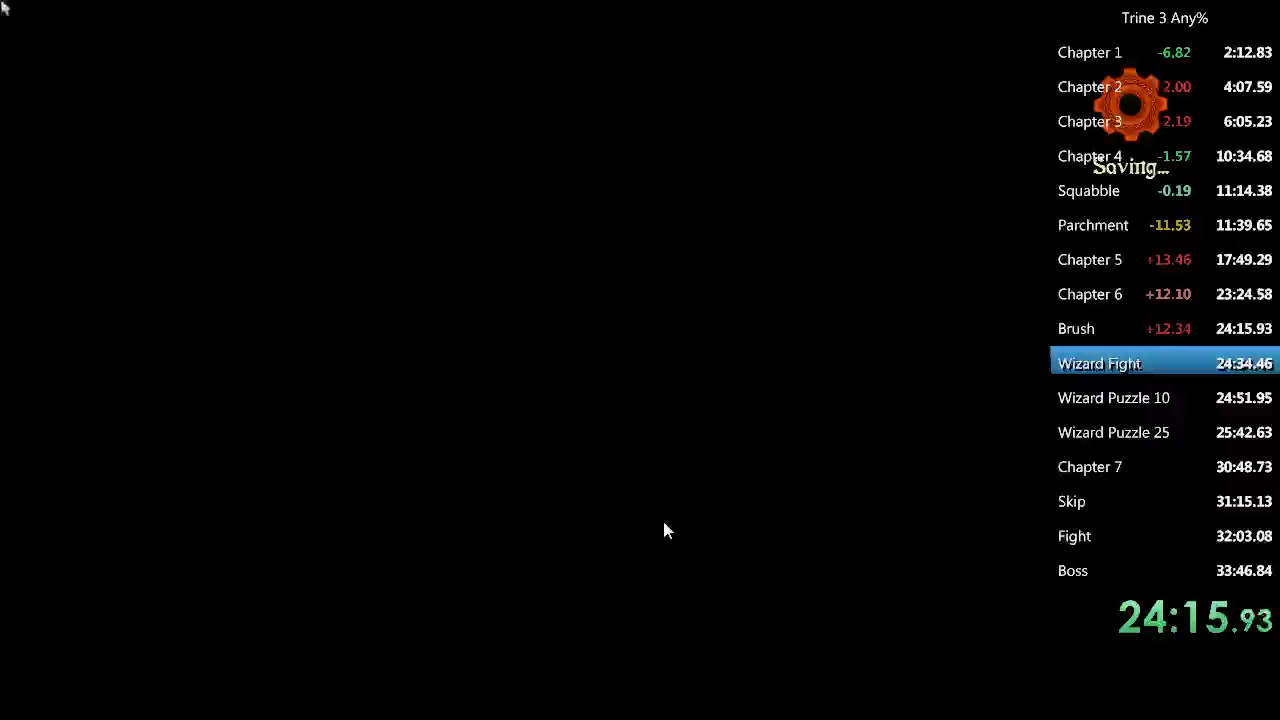 Trine 3 Any%
Chapter 1 -6.82 2:12.83
Chapter 2 2.00 4:07.59
Chapter 3 2.19 6:05.23
Chapter 4 -1.57 10:34.68
Saving...
Squabble -0.19 11:14.38
Parchment -11.53 11:39.65
Chapter 5 +13.46 17:49.29
Chapter 6 +12.10 23:24.58
Brush +12.34 24:15.93
Wizard Fight 24:34.46
Wizard Puzzle 10 24:51.95
Wizard Puzzle 25 25:42.63
Chapter 7 30:48.73
Skip 31:15.13
Fight 32:03.08
Boss 33:46.84
24:15.93